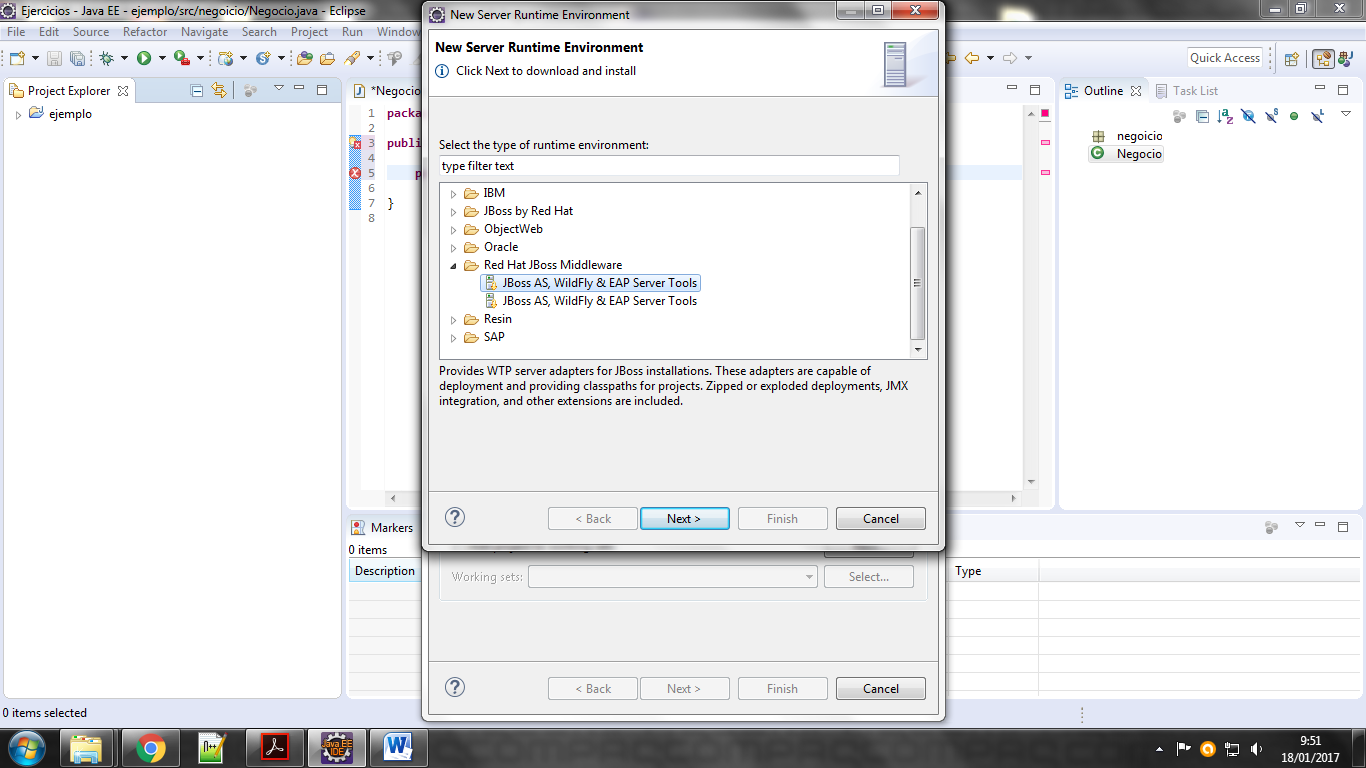 Ejercicios - Java EE - ejemplo/src/negoicio/Negocio.java - Eclipse
File Edit Source Refactor Navigate Search Project Run Window
Quick Access
Project Explorer
ejemplo
*Negocio
1 packa
2
3 publi
4
5 p
6
7 }
8
New Server Runtime Environment
New Server Runtime Environment
Click Next to download and install
Select the type of runtime environment:
type filter text
IBM
JBoss by Red Hat
ObjectWeb
Oracle
Red Hat JBoss Middleware
JBoss AS, WildFly & EAP Server Tools
JBoss AS, WildFly & EAP Server Tools
Resin
SAP
Provides WTP server adapters for JBoss installations. These adapters are capable of
deployment and providing classpaths for projects. Zipped or exploded deployments, JMX
integration, and other extensions are included.
< Back Next > Finish Cancel
Outline Task List
negoicio
Negocio
Markers
0 items
Description Type
Working sets: Select...
< Back Next > Finish Cancel
0 items selected
Java EE
IDE
9:51
18/01/2017